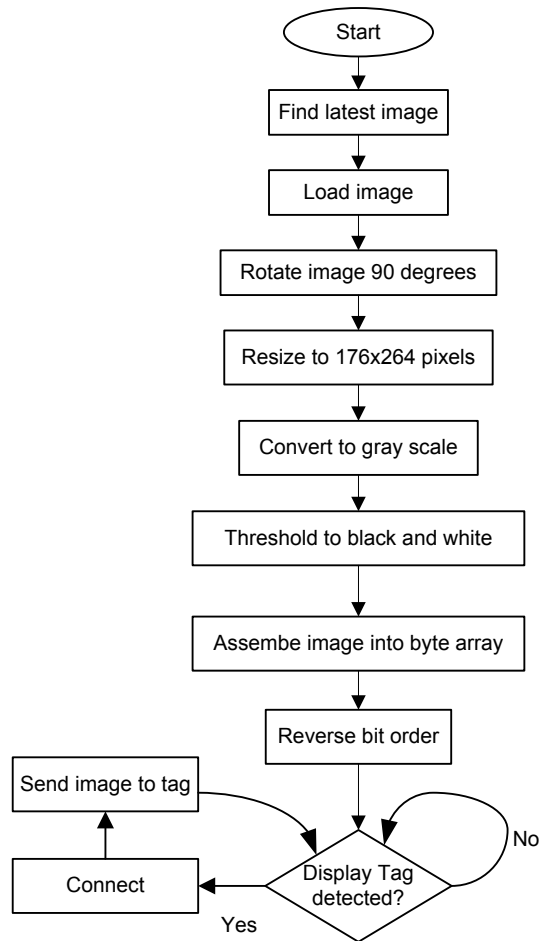 Start
Find latest image
Load image
Rotate image 90 degrees
Resize to 176x264 pixels
Convert to gray scale
Threshold to black and white
Assembe image into byte array
Reverse bit order
Send image to tag
No
Display Tag
detected?
Connect
Yes